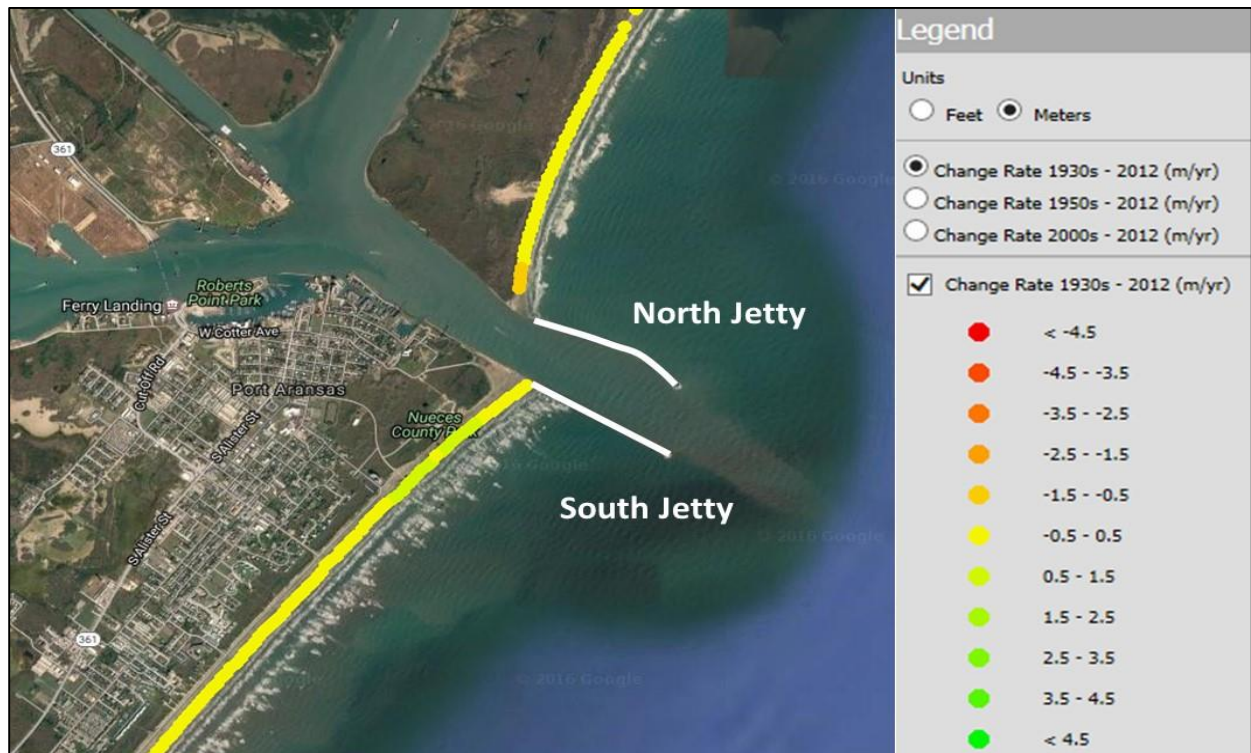 361
Ferry Landing
Roberts
Point Park
W Cotter Ave
Cut-Off Rd
Port Aransas
S Alister St
Nueces
County Park
S Alister St
361
North Jetty
South Jetty
© 2016 Google
© 2016 Google
© 2016 Google
© 2016 Google
Legend
Units
Feet
Meters
Change Rate 1930s - 2012 (m/yr)
Change Rate 1950s - 2012 (m/yr)
Change Rate 2000s - 2012 (m/yr)
Change Rate 1930s - 2012 (m/yr)
< -4.5
-4.5 - -3.5
-3.5 - -2.5
-2.5 - -1.5
-1.5 - -0.5
-0.5 - 0.5
0.5 - 1.5
1.5 - 2.5
2.5 - 3.5
3.5 - 4.5
< 4.5